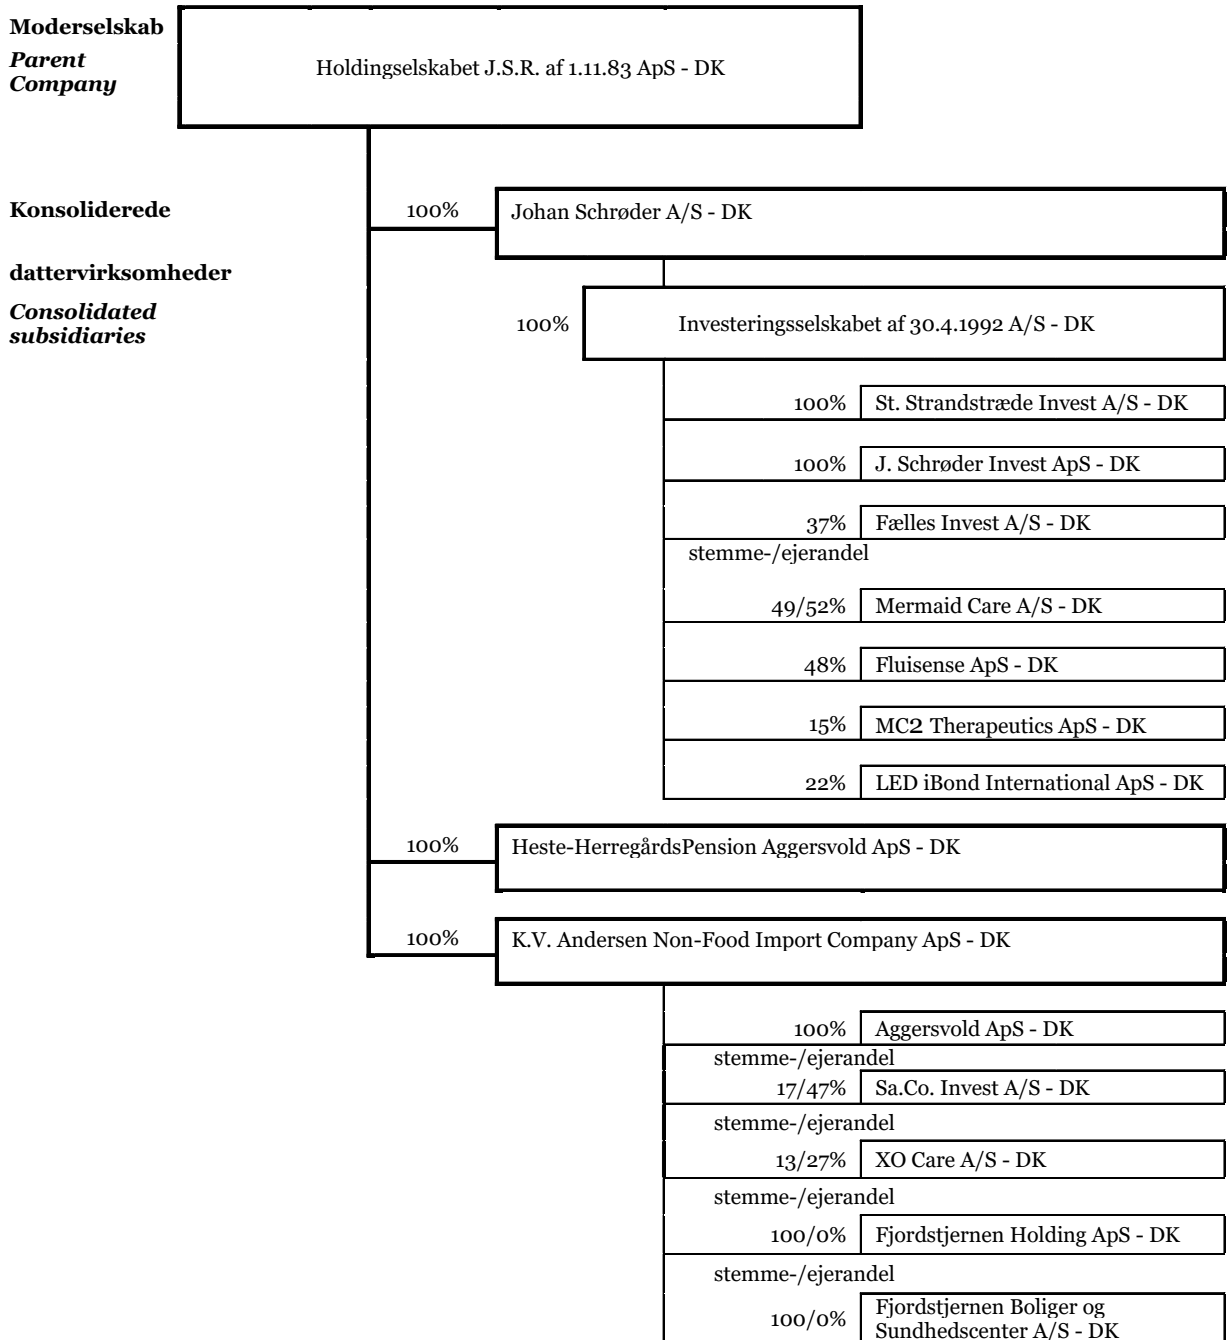 Moderselskab
Parent
Company
Holdingselskabet J.S.R. af 1.11.83 ApS - DK
Konsoliderede
100%
Johan Schrøder A/S - DK
dattervirksomheder
Consolidated
subsidiaries
100%
Investeringsselskabet af 30.4.1992 A/S - DK
100%
St. Strandstræde Invest A/S - DK
100%
J. Schrøder Invest ApS - DK
37%
Fælles Invest A/S - DK
stemme-/ejerandel
49/52%
Mermaid Care A/S - DK
48%
Fluisense ApS - DK
15%
MC2 Therapeutics ApS - DK
22%
LED iBond International ApS - DK
100%
Heste-HerregårdsPension Aggersvold ApS - DK
100%
K.V. Andersen Non-Food Import Company ApS - DK
100%
Aggersvold ApS - DK
stemme-/ejerandel
17/47%
Sa.Co. Invest A/S - DK
stemme-/ejerandel
13/27%
XO Care A/S - DK
stemme-/ejerandel
100/0%
Fjordstjernen Holding ApS - DK
stemme-/ejerandel
100/0%
Fjordstjernen Boliger og
Sundhedscenter A/S - DK